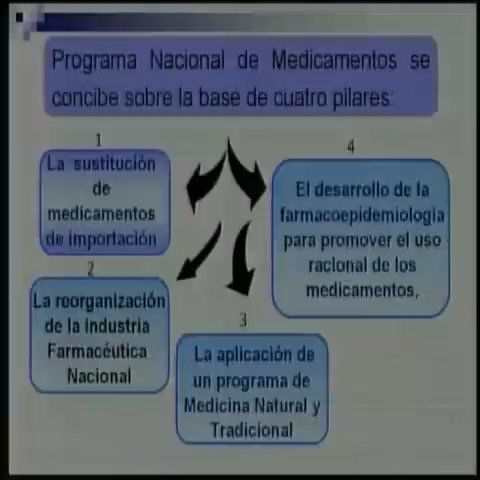 Programa Nacional de Medicamentos se
concibe sobre la base de cuatro pilares:
1
La sustitución
de
medicamentos
de importación
2
La reorganización
de la industria
Farmacéutica
Nacional
3
La aplicación de
un programa de
Medicina Natural y
Tradicional
4
El desarrollo de la
farmacoepidemiología
para promover el uso
racional de los
medicamentos.